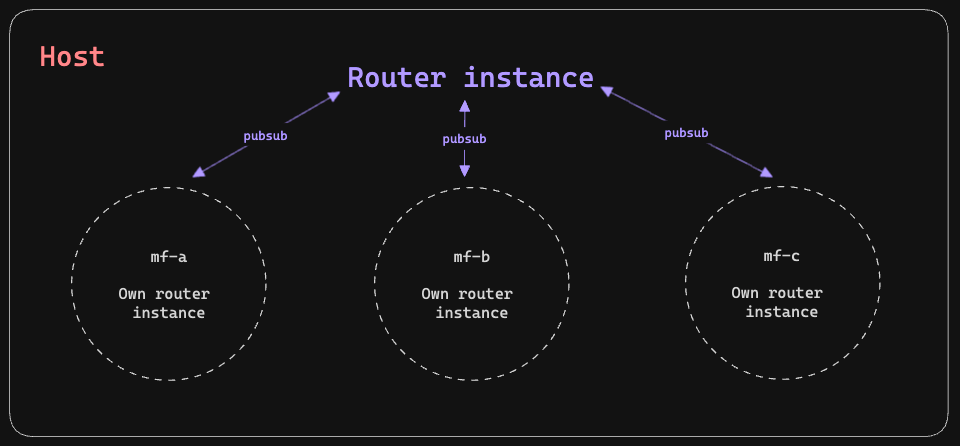 Host
Router instance
pubsub
pubsub
pubsub
mf-a
Own router
instance
mf-b
Own router
instance
mf-c
Own router
instance